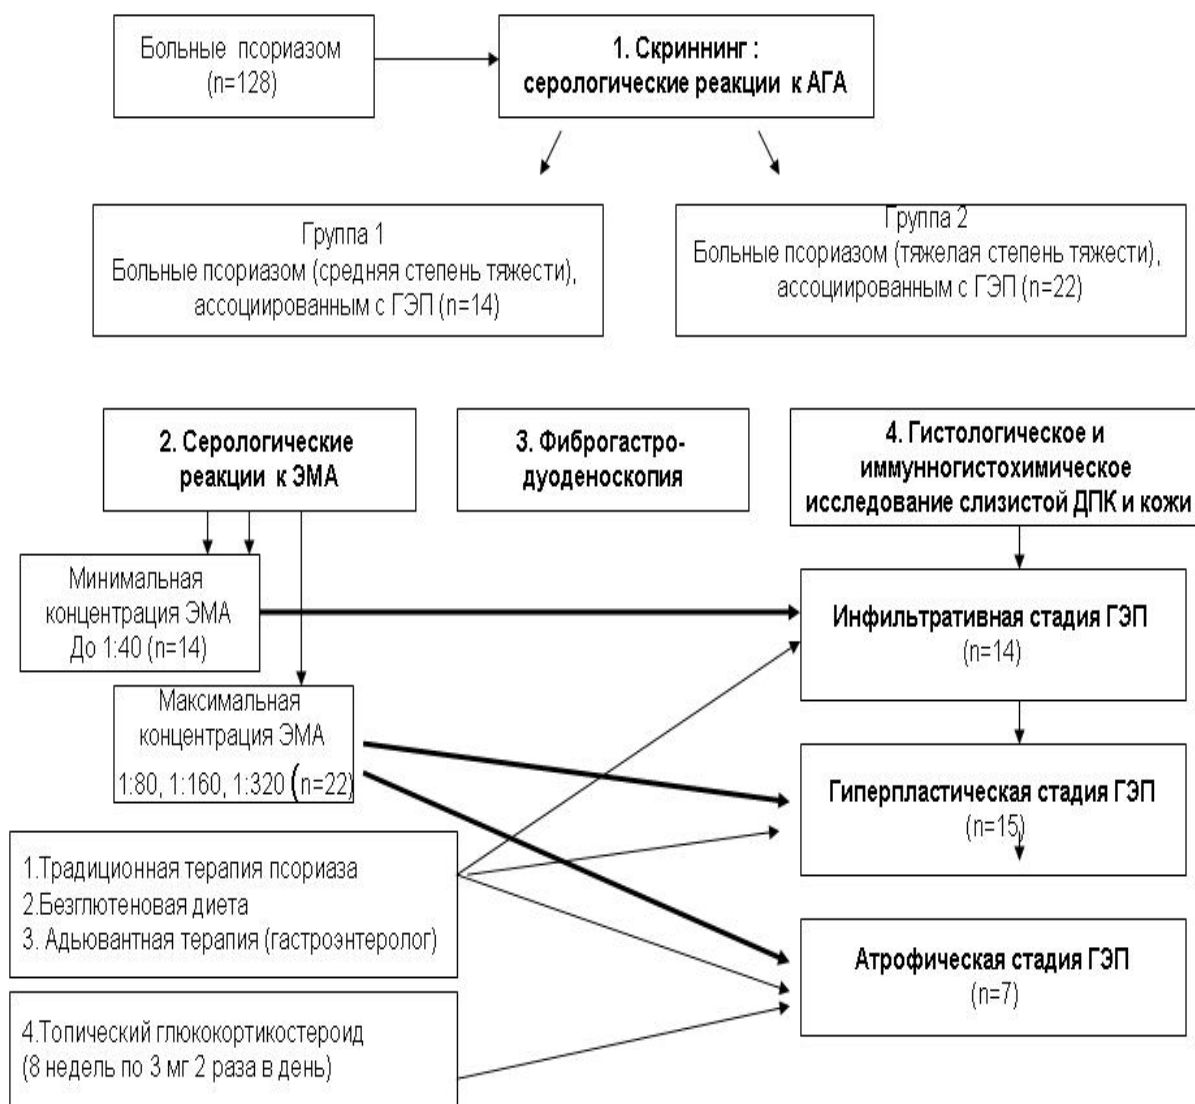 Больные псориазом
(n=128)
1. Скриннинг :
серологические реакции к АГА
Группа 1
Больные псориазом (средняя степень тяжести),
ассоциированным с ГЭП (n=14)
Группа 2
Больные псориазом (тяжелая степень тяжести),
ассоциированным с ГЭП (n=22)
2. Серологические
реакции к ЭМА
3. Фиброгастро-
дуоденоскопия
4. Гистологическое и
иммунногистохимическое
исследование слизистой ДПК и кожи
Минимальная
концентрация ЭМА
До 1:40 (n=14)
Инфильтративная стадия ГЭП
(n=14)
Максимальная
концентрация ЭМА
1:80, 1:160, 1:320 (n=22)
Гиперпластическая стадия ГЭП
(n=15)
1.Традиционная терапия псориаза
2.Безглютеновая диета
3. Адьювантная терапия (гастроэнтеролог)
Атрофическая стадия ГЭП
(n=7)
4.Топический глюкокортикостероид
(8 недель по 3 мг 2 раза в день)